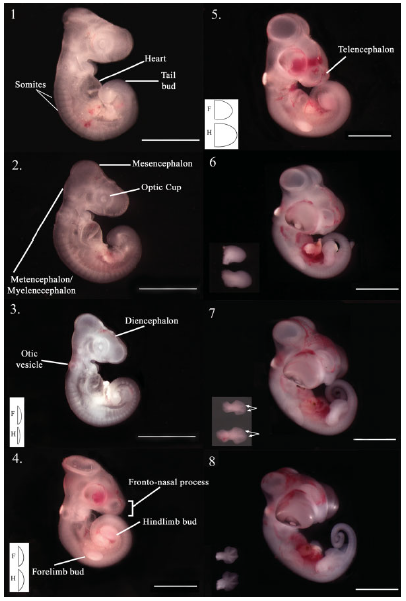 1
Heart
Tail
bud
Somites
2.
Mesencephalon
Optic Cup
Metencephalon/
Myelenecephalon
3.
Diencephalon
Otic
vesicle
F
H
4.
Fronto-nasal process
Hindlimb bud
F
H
Forelimb bud
5.
Telencephalon
F
H
6
7
8